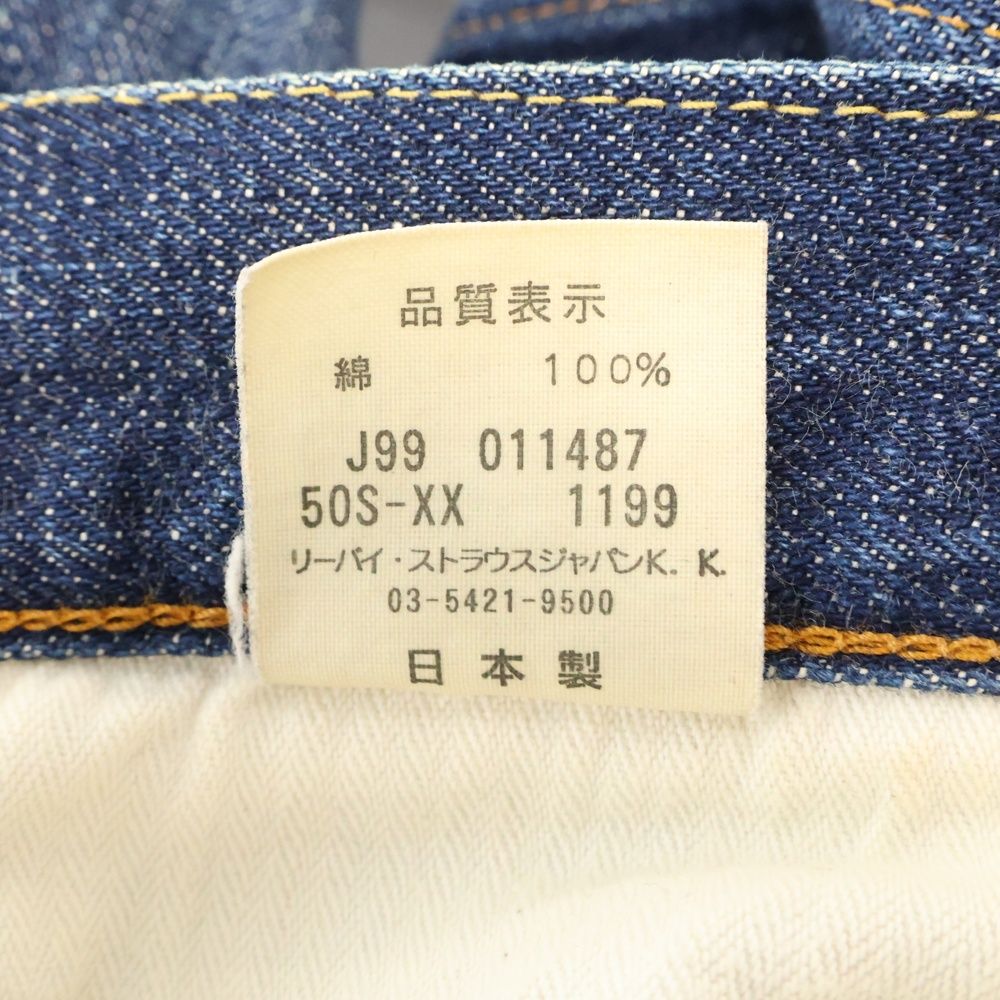 品質表示
綿 100%
J99 011487
50S-XX 1199
リーバイ・ストラウスジャパンK.K.
03-5421-9500
日本製